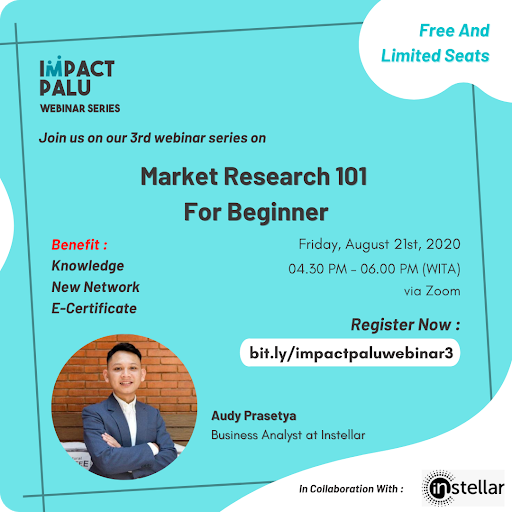 Free And
Limited Seats
IMPACT
PALU
WEBINAR SERIES
Join us on our 3rd webinar series on
Market Research 101
For Beginner
Benefit :
Knowledge
New Network
E-Certificate
Friday, August 21st, 2020
04.30 PM – 06.00 PM (WITA)
via Zoom
Register Now :
bit.ly/impactpaluwebinar3
Audy Prasetya
Business Analyst at Instellar
In Collaboration With :
instellar